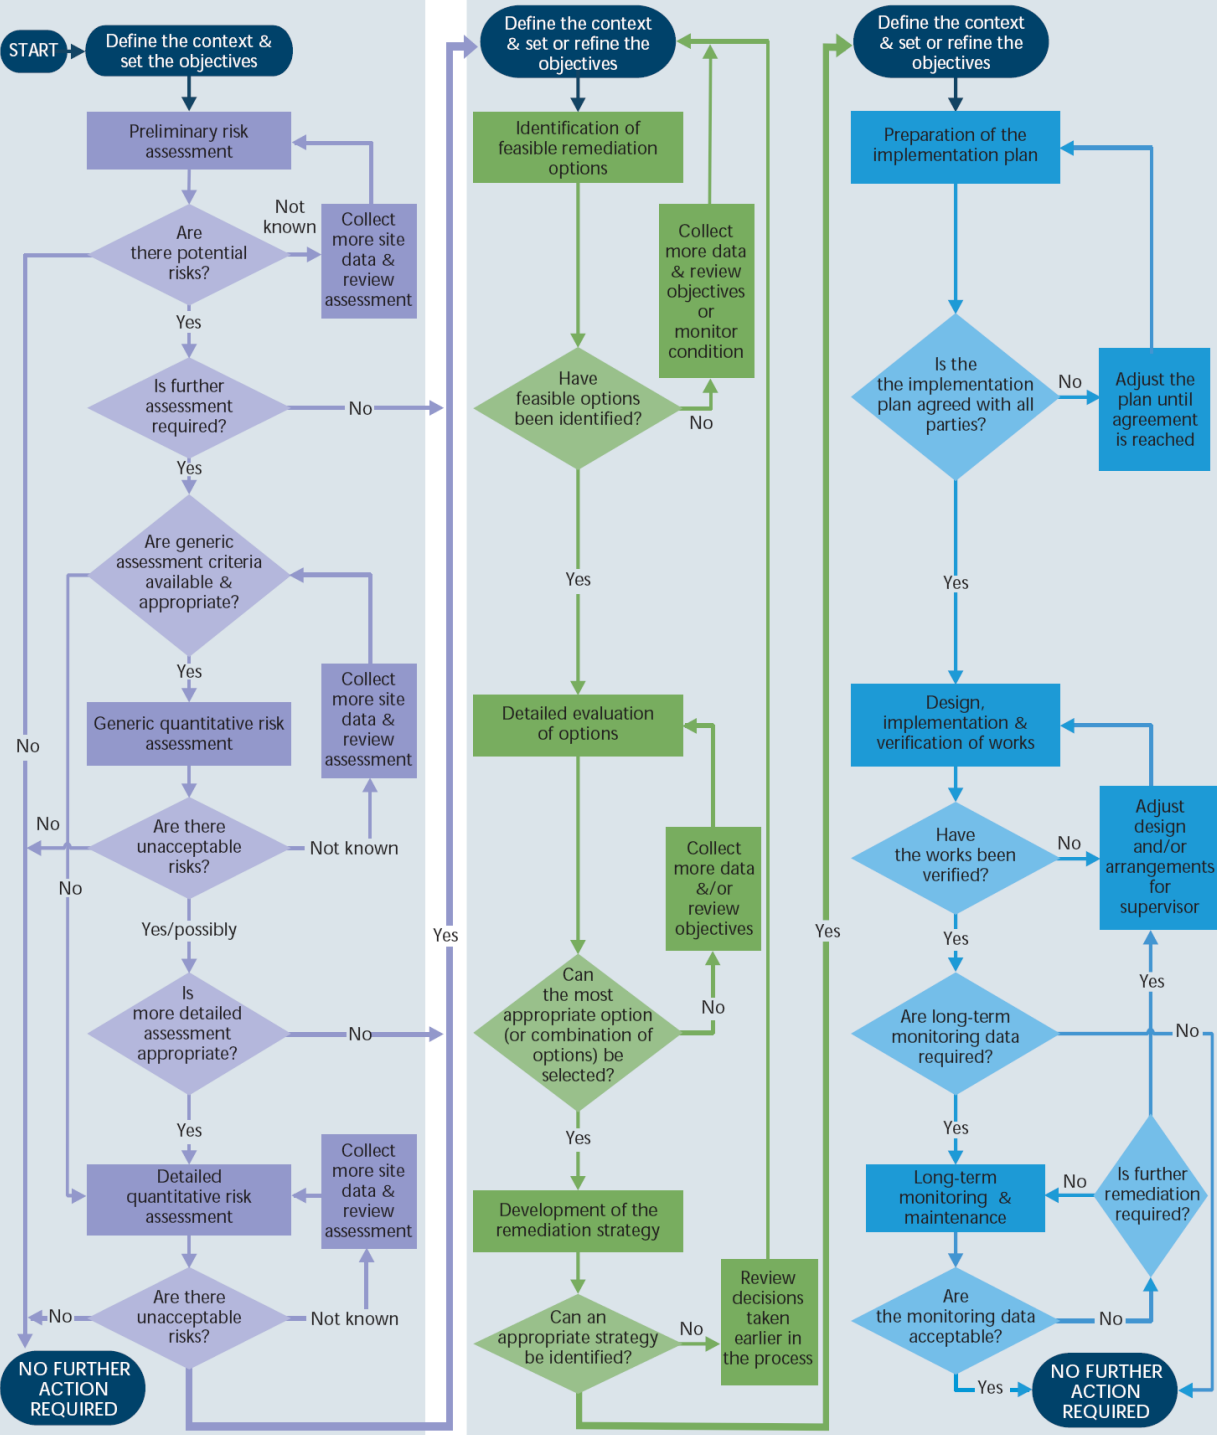 START
Define the context &
set the objectives
Preliminary risk
assessment
Are
there potential
risks?
Not
known
Collect
more site
data &
review
assessment
Yes
Is further
assessment
required?
No
Yes
Are generic
assessment criteria
available &
appropriate?
Yes
Generic quantitative risk
assessment
Collect
more site
data &
review
assessment
No
Are there
unacceptable
risks?
No
Not known
No
Yes/possibly
Is
more detailed
assessment
appropriate?
No
Yes
Detailed
quantitative risk
assessment
Collect
more site
data &
review
assessment
Are there
unacceptable
risks?
No
Not known
NO FURTHER
ACTION
REQUIRED
Yes
Define the context
& set or refine the
objectives
Identification of
feasible remediation
options
Collect
more data
& review
objectives
or
monitor
condition
Have
feasible options
been identified?
No
Yes
Detailed evaluation
of options
Collect
more data
&/or
review
objectives
Can
the most
appropriate option
(or combination of
options) be
selected?
No
Yes
Development of the
remediation strategy
Can an
appropriate strategy
be identified?
No
Review
decisions
taken
earlier in
the process
Yes
Define the context
& set or refine the
objectives
Preparation of the
implementation plan
Is the
the implementation
plan agreed with all
parties?
No
Adjust the
plan until
agreement
is reached
Yes
Design,
implementation &
verification of works
Have
the works been
verified?
No
Adjust
design
and/or
arrangements
for
supervisor
Yes
Are long-term
monitoring data
required?
Yes
No
Yes
Long-term
monitoring &
maintenance
No
Is further
remediation
required?
Are
the monitoring data
acceptable?
No
Yes
NO FURTHER
ACTION
REQUIRED